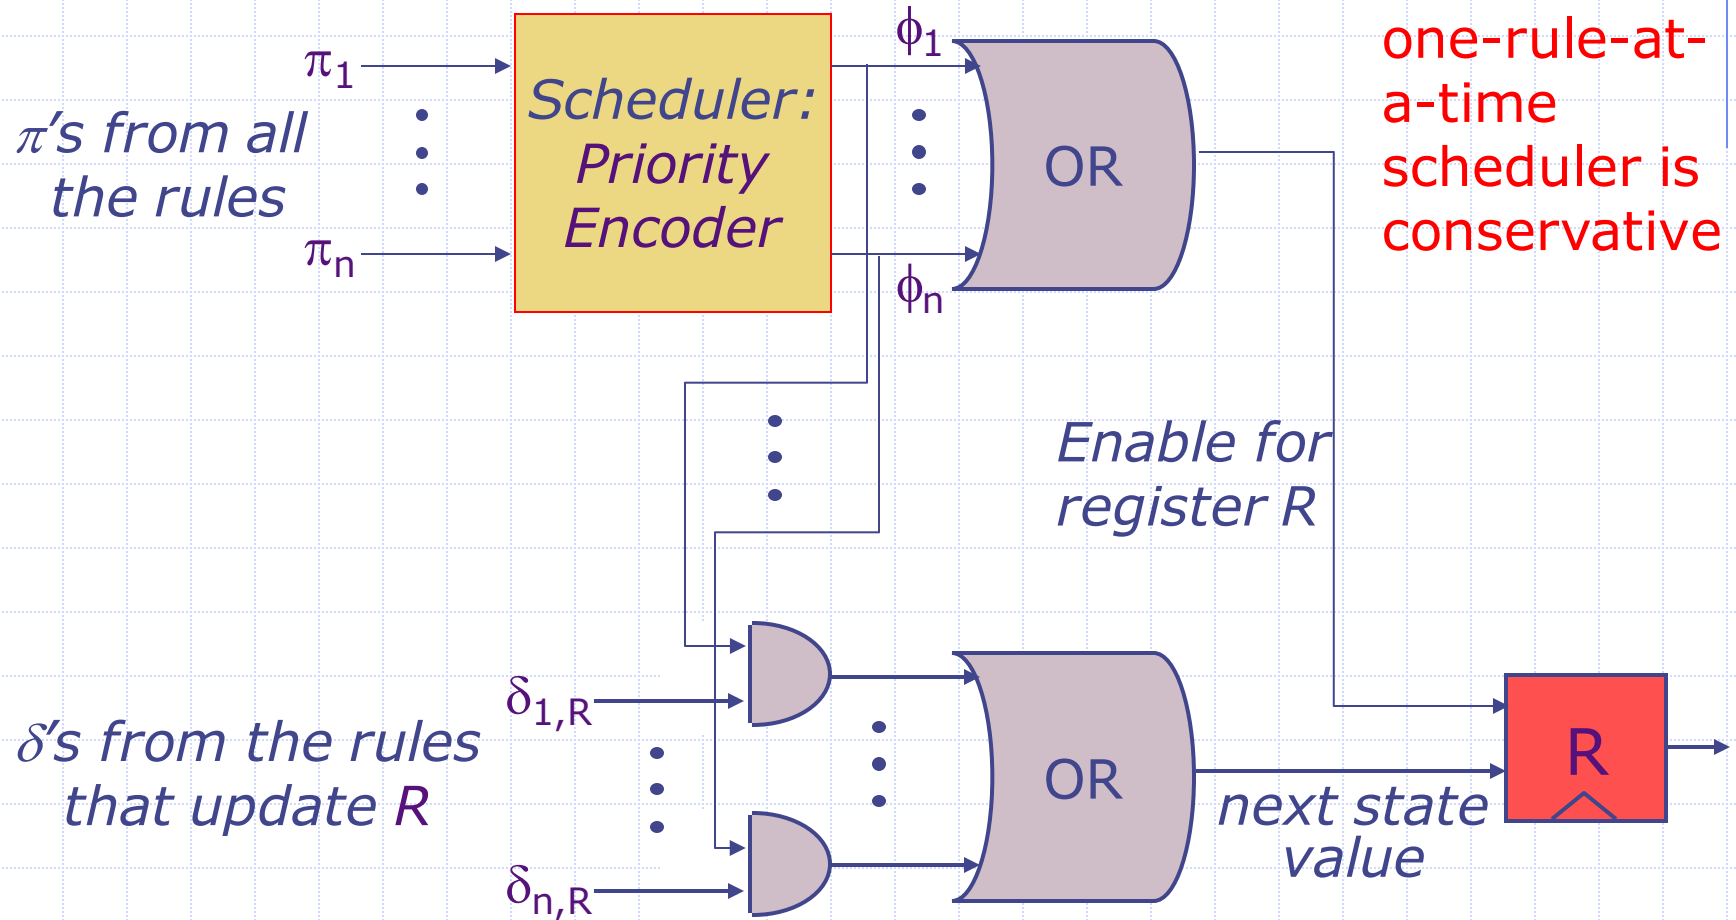 π1
π's from all
the rules
πn
Scheduler:
Priority
Encoder
ϕ1
ϕn
OR
one-rule-at-
a-time
scheduler is
conservative
Enable for
register R
δ1,R
δ's from the rules
that update R
δn,R
OR
next state
value
R